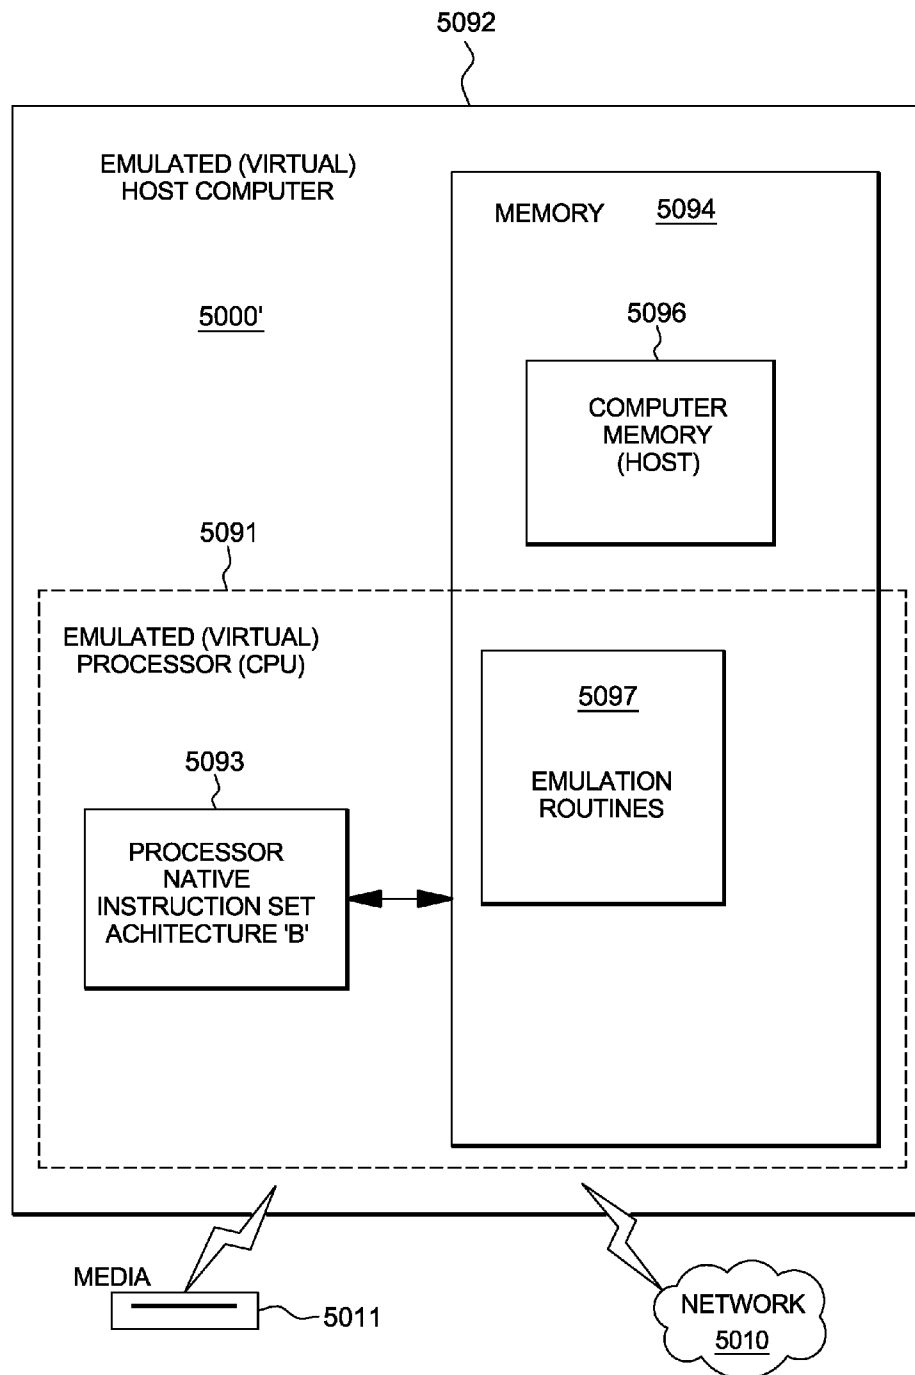 5092
EMULATED (VIRTUAL)
HOST COMPUTER
5000'
MEMORY 5094
5096
COMPUTER
MEMORY
(HOST)
5091
EMULATED (VIRTUAL)
PROCESSOR (CPU)
5097
EMULATION
ROUTINES
5093
PROCESSOR
NATIVE
INSTRUCTION SET
ACHITECTURE 'B'
MEDIA
5011
NETWORK
5010